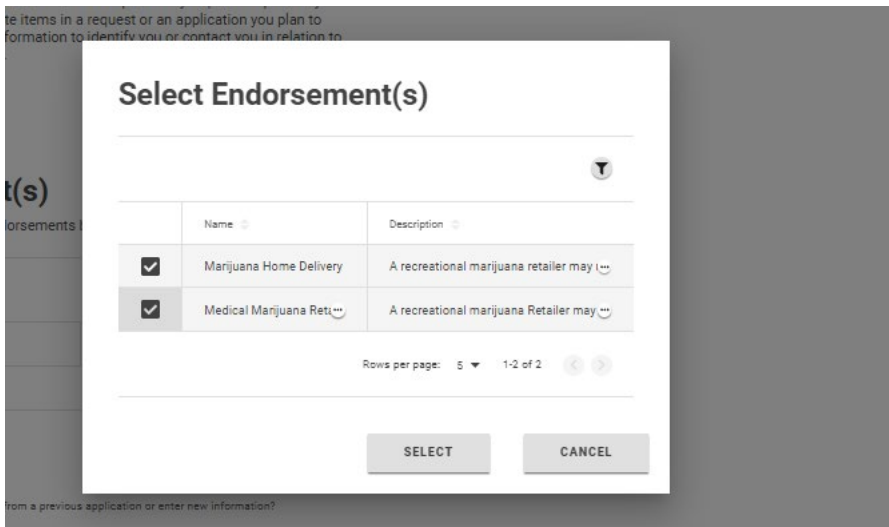 te items in a request or an application you plan to
formation to identify you or contact you in relation to
Select Endorsement(s)
t(s)
dorsements
Name
Description
Marijuana Home Delivery
A recreational marijuana retailer may
Medical Marijuana
A recreational marijuana Retailer may
Rows per page: 5 1-2 of 2
SELECT
CANCEL
from a previous application or enter new information?